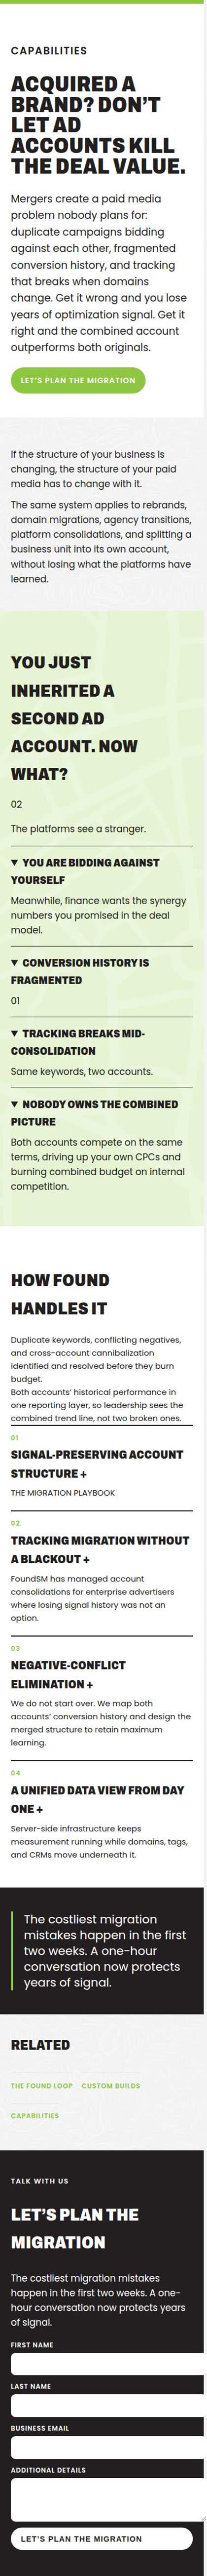 CAPABILITIES
ACQUIRED A
BRAND? DON'T
LET AD
ACCOUNTS KILL
THE DEAL VALUE.
Mergers create a paid media
problem nobody plans for:
duplicate campaigns bidding
against each other, fragmented
conversion history, and tracking
that breaks when domains
change. Get it wrong and you lose
years of optimization signal. Get it
right and the combined account
outperforms both originals.
LET'S PLAN THE MIGRATION
If the structure of your business is
changing, the structure of your paid
media has to change with it.
The same system applies to rebrands,
domain migrations, agency transitions,
platform consolidations, and splitting a
business unit into its own account,
without losing what the platforms have
learned.
YOU JUST
INHERITED A
SECOND AD
ACCOUNT. NOW
WHAT?
02
The platforms see a stranger.
▼ YOU ARE BIDDING AGAINST
YOURSELF
Meanwhile, finance wants the synergy
numbers you promised in the deal
model.
▼ CONVERSION HISTORY IS
FRAGMENTED
01
▼ TRACKING BREAKS MID-
CONSOLIDATION
Same keywords, two accounts.
▼ NOBODY OWNS THE COMBINED
PICTURE
Both accounts compete on the same
terms, driving up your own CPCs and
burning combined budget on internal
competition.
HOW FOUND
HANDLES IT
Duplicate keywords, conflicting negatives,
and cross-account cannibalization
identified and resolved before they burn
budget.
Both accounts' historical performance in
one reporting layer, so leadership sees the
combined trend line, not two broken ones.
01
SIGNAL-PRESERVING ACCOUNT
STRUCTURE +
THE MIGRATION PLAYBOOK
02
TRACKING MIGRATION WITHOUT
A BLACKOUT +
FoundSM has managed account
consolidations for enterprise advertisers
where losing signal history was not an
option.
03
NEGATIVE-CONFLICT
ELIMINATION +
We do not start over. We map both
accounts' conversion history and design the
merged structure to retain maximum
learning.
04
A UNIFIED DATA VIEW FROM DAY
ONE +
Server-side infrastructure keeps
measurement running while domains, tags,
and CRMs move underneath it.
The costliest migration
mistakes happen in the first
two weeks. A one-hour
conversation now protects
years of signal.
RELATED
THE FOUND LOOP CUSTOM BUILDS
CAPABILITIES
TALK WITH US
LET'S PLAN THE
MIGRATION
The costliest migration mistakes
happen in the first two weeks. A one-
hour conversation now protects years
of signal.
FIRST NAME
LAST NAME
BUSINESS EMAIL
ADDITIONAL DETAILS
LET'S PLAN THE MIGRATION